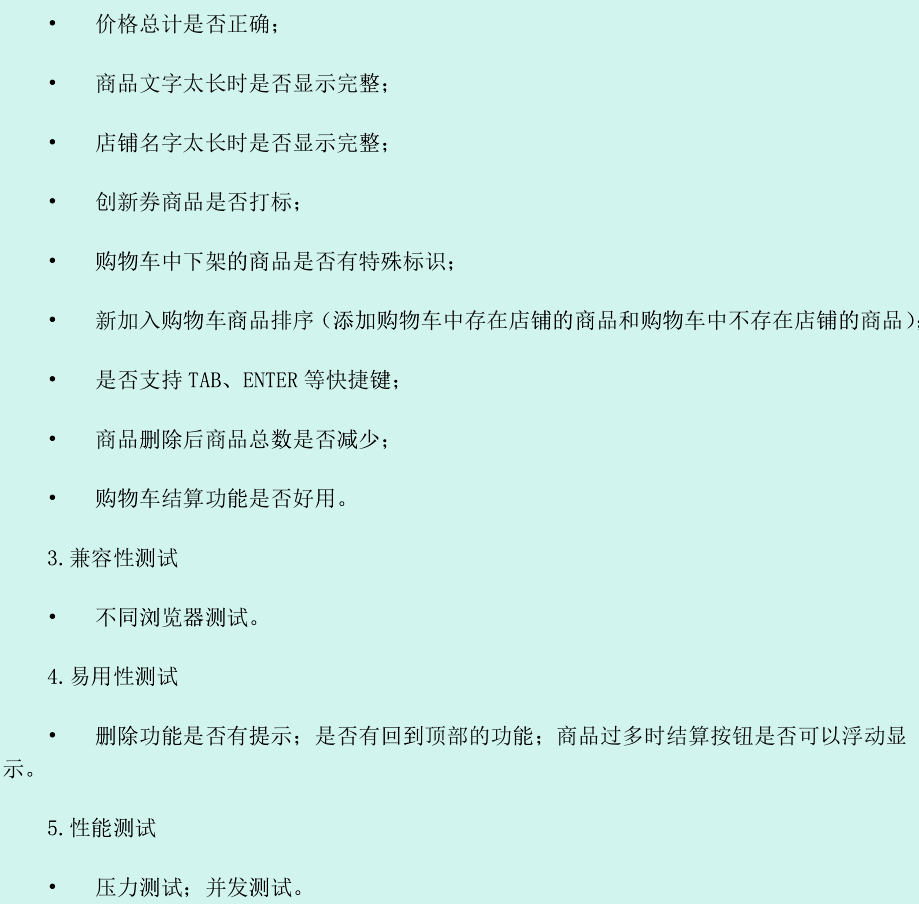 • 价格总计是否正确；
• 商品文字太长时是否显示完整；
• 店铺名字太长时是否显示完整；
• 创新券商品是否打标；
• 购物车中下架的商品是否有特殊标识；
• 新加入购物车商品排序（添加购物车中存在店铺的商品和购物车中不存在店铺的商品）；
• 是否支持 TAB、ENTER 等快捷键；
• 商品删除后商品总数是否减少；
• 购物车结算功能是否好用。
3.兼容性测试
• 不同浏览器测试。
4.易用性测试
• 删除功能是否有提示；是否有回到顶部的功能；商品过多时结算按钮是否可以浮动显
示。
5.性能测试
• 压力测试；并发测试。